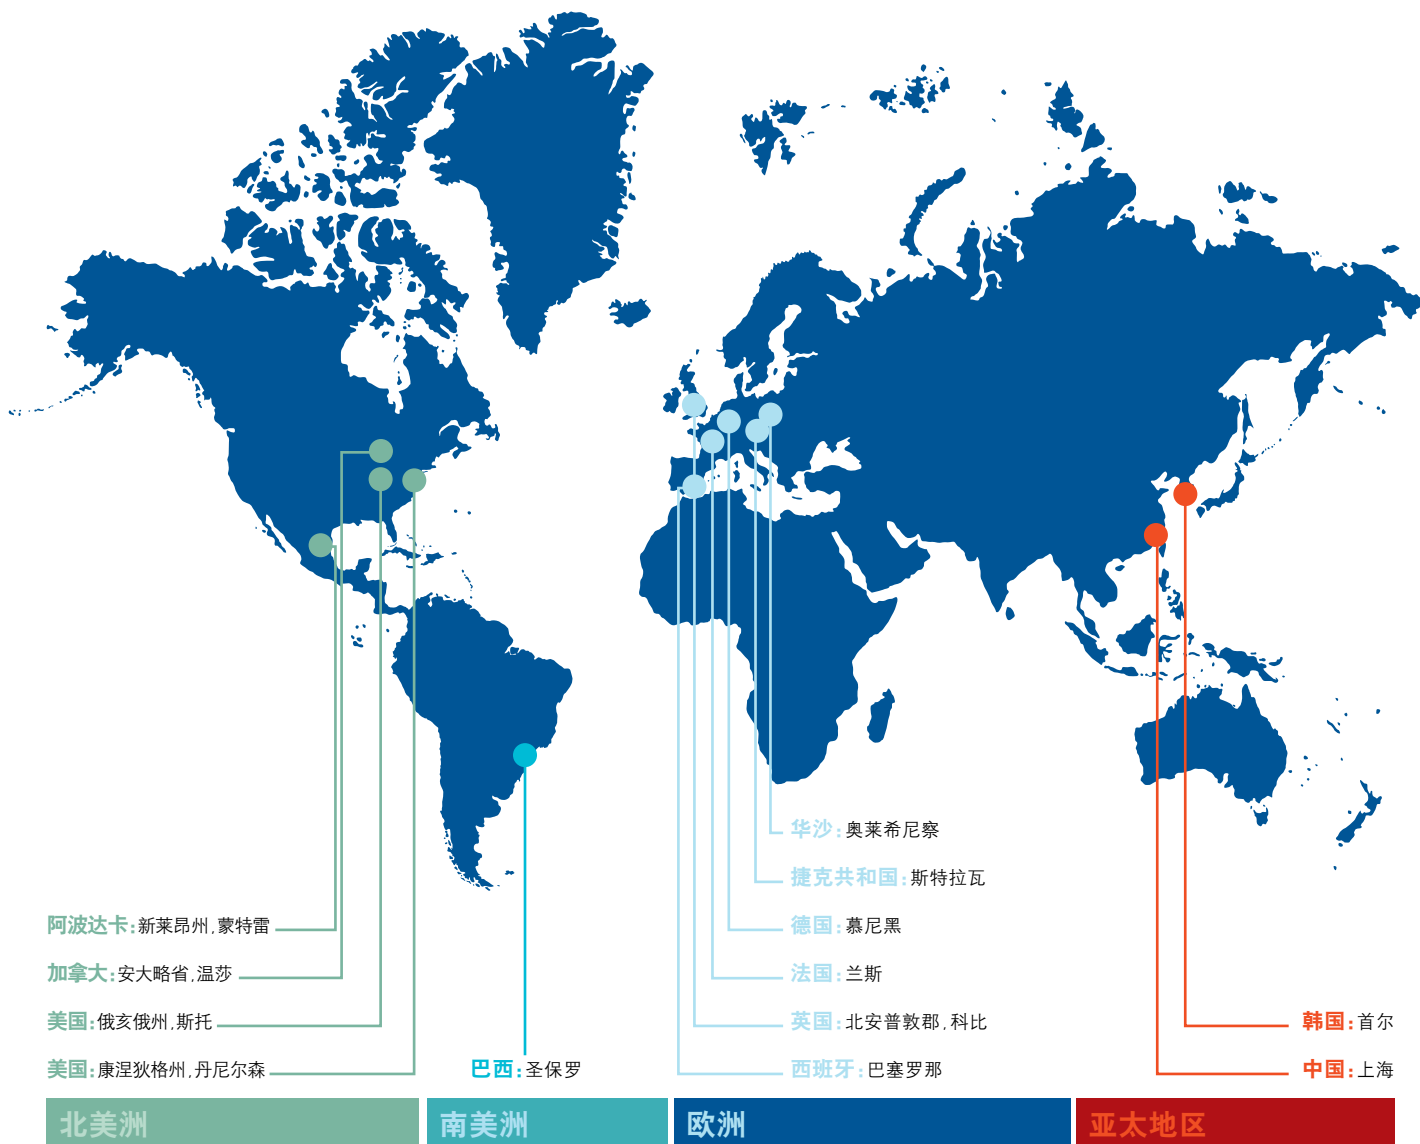 阿波达卡:新莱昂州,蒙特雷
加拿大:安大略省,温莎
美国:俄亥俄州,斯托
美国:康涅狄格州,丹尼尔森
北美洲
巴西:圣保罗
南美洲
华沙:奥莱希尼察
捷克共和国:斯特拉瓦
德国:慕尼黑
法国:兰斯
英国:北安普敦郡,科比
西班牙:巴塞罗那
欧洲
韩国:首尔
中国:上海
亚太地区